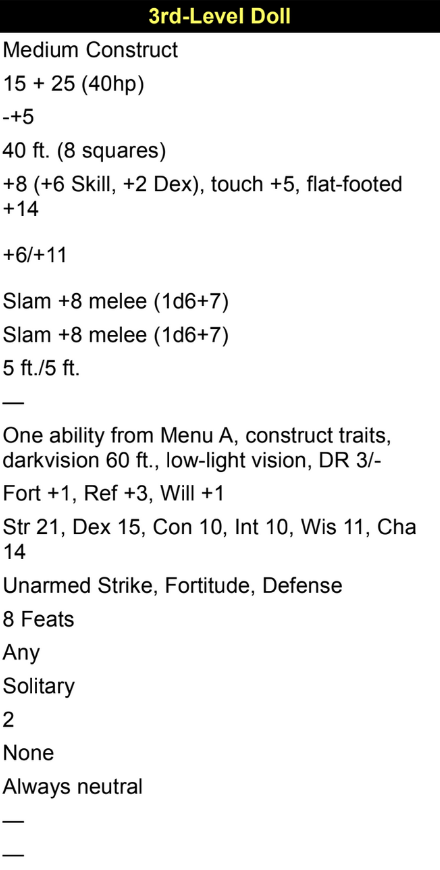 3rd-Level Doll
Medium Construct
15 + 25 (40hp)
-+5
40 ft. (8 squares)
+8 (+6 Skill, +2 Dex), touch +5, flat-footed
+14
+6/+11
Slam +8 melee (1d6+7)
Slam +8 melee (1d6+7)
5 ft./5 ft.
—
One ability from Menu A, construct traits,
darkvision 60 ft., low-light vision, DR 3/-
Fort +1, Ref +3, Will +1
Str 21, Dex 15, Con 10, Int 10, Wis 11, Cha
14
Unarmed Strike, Fortitude, Defense
8 Feats
Any
Solitary
2
None
Always neutral
—
—